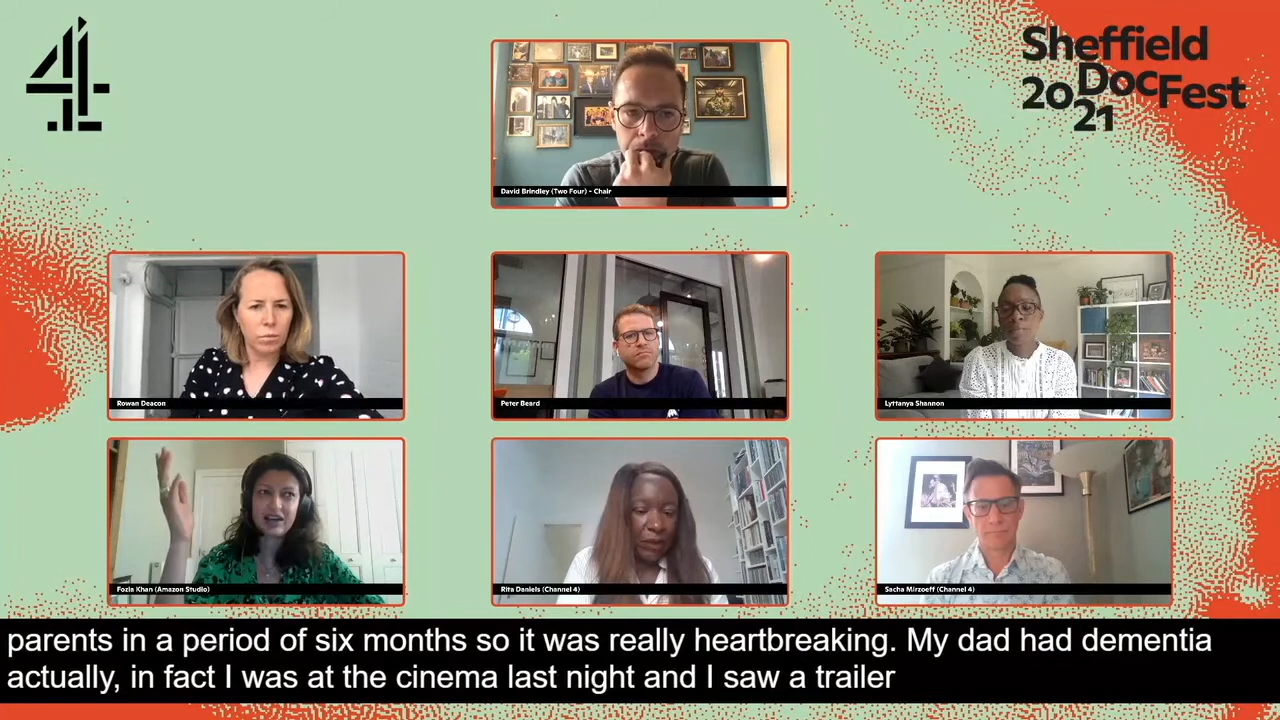 4
Sheffield
DocFest
2021
David Brindley (Two Four) - Chair
Rowan Deacon
Peter Beard
Lyttanya Shannon
Fozia Khan (Amazon Studio)
Rita Daniels (Channel 4)
Sacha Mirzoeff (Channel 4)
parents in a period of six months so it was really heartbreaking. My dad had dementia
actually, in fact I was at the cinema last night and I saw a trailer